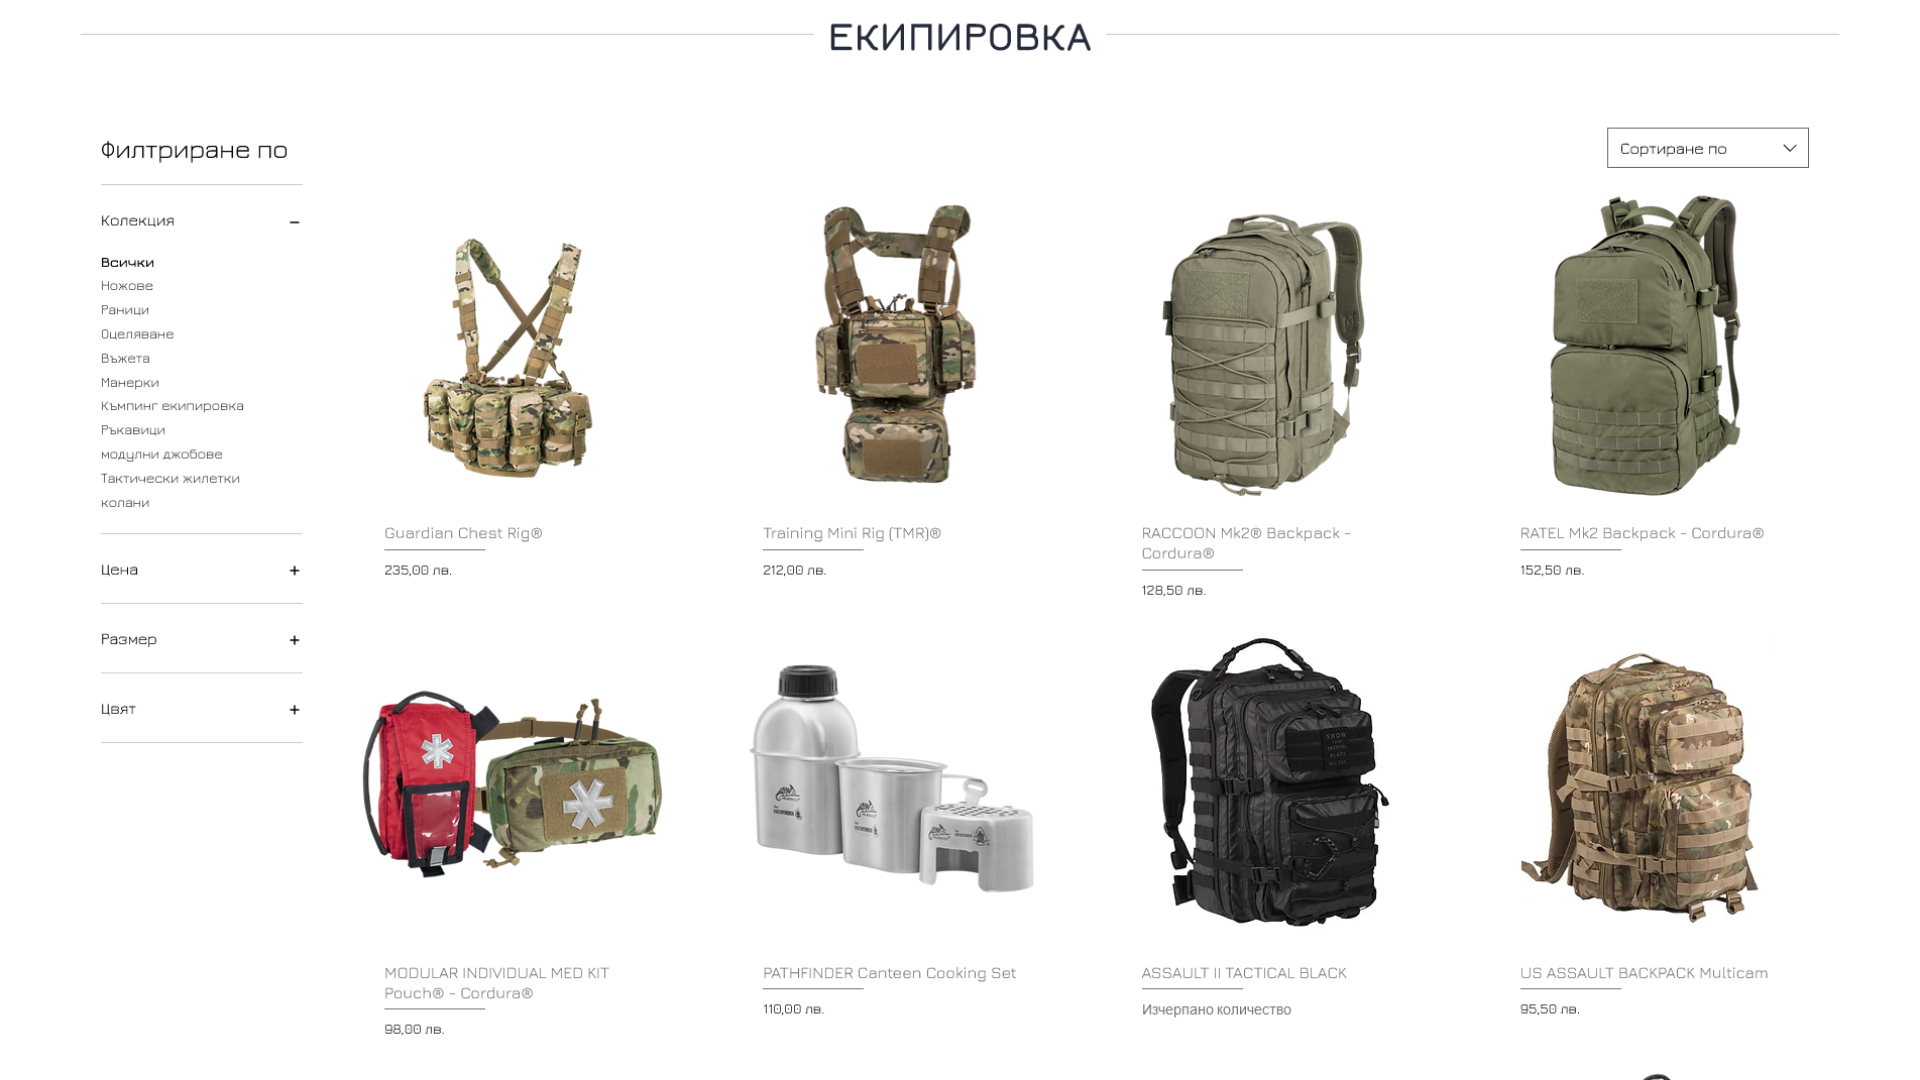 ЕКИПИРОВКА
Филтриране по
Сортиране по
Колекция
Всички
Ножове
Раници
Оцеляване
Въжета
Манерки
Къмпинг екипировка
Ръкавици
модулни джобове
Тактически жилетки
колани
Цена
Размер
Цвят
Guardian Chest Rig®
235,00 лв.
Training Mini Rig (TMR)®
212,00 лв.
RACCOON Mk2® Backpack -
Cordura®
128,50 лв.
RATEL Mk2 Backpack - Cordura®
152,50 лв.
MODULAR INDIVIDUAL MED KIT
Pouch® - Cordura®
98,00 лв.
PATHFINDER Canteen Cooking Set
110,00 лв.
ASSAULT II TACTICAL BLACK
Изчерпано количество
US ASSAULT BACKPACK Multicam
95,50 лв.